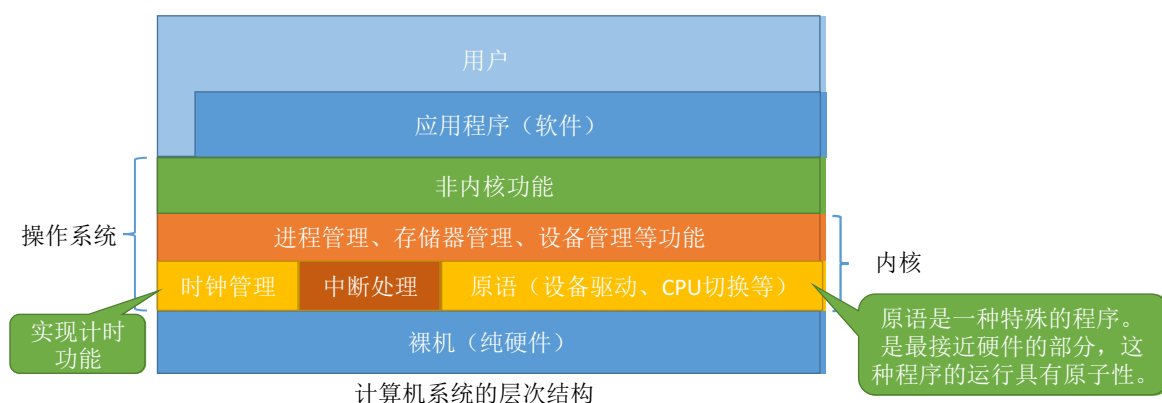 用户
应用程序（软件）
非内核功能
操作系统
进程管理、存储器管理、设备管理等功能
内核
时钟管理
中断处理
原语（设备驱动、CPU切换等）
实现计时
功能
裸机（纯硬件）
原语是一种特殊的程序。
是最接近硬件的部分，这
种程序的运行具有原子性。
计算机系统的层次结构